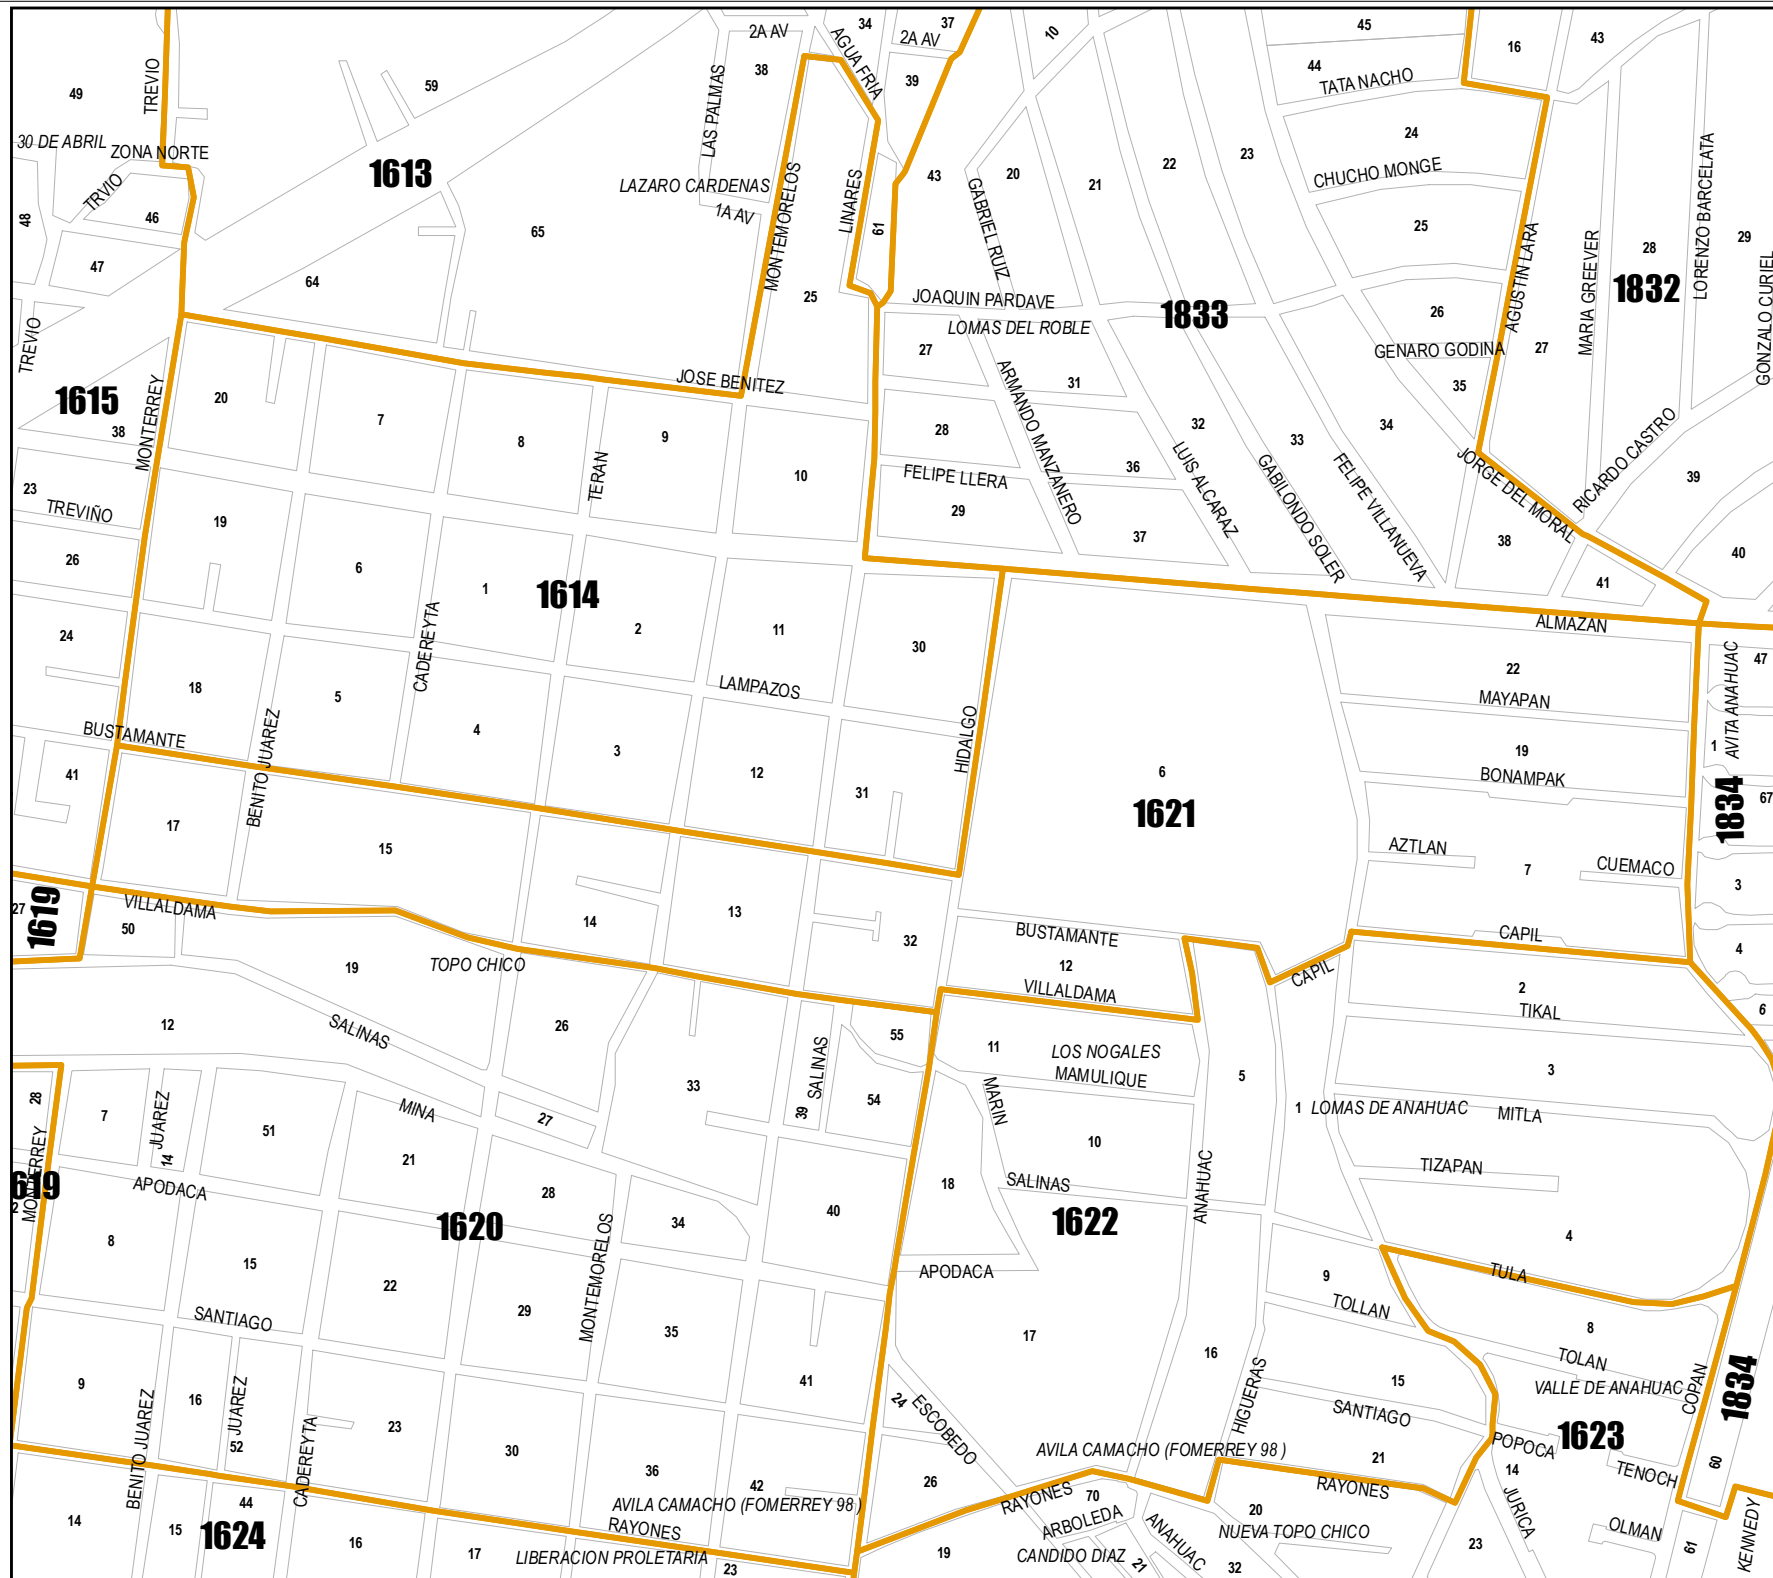 34
37
2A AV
2A AV
AGUA FRIA
10
45
16
43
TREVIO
49
59
LAS PALMAS
38
39
44
TATA NACHO
24
30 DE ABRIL
ZONA NORTE
1613
LAZARO CARDENAS
1A AV
MONTEMORELOS
LINARES
61
43
GABRIEL RUIZ
20
21
22
23
CHUCHO MONGE
25
LORENZO BARCELATA
29
TRVIO
46
48
47
65
64
25
JOAQUIN PARDAVE
LOMAS DEL ROBLE
1833
26
AGUSTIN LARA
MARIA GREEVER
28
1832
GONZALO CURIEL
TREVIO
1615
38
MONTERREY
20
7
8
9
JOSE BENITEZ
27
31
ARMANDO MANZANERO
GENARO GODINA
35
27
TERAN
10
28
FELIPE LLERA
29
36
37
32
33
34
LUIS ALCARAZ
GABILONDO SOLER
FELIPE VILLANUEVA
JORGE DEL MORAL
RICARDO CASTRO
39
38
40
41
23
TREVIÑO
26
19
6
1
1614
2
11
30
24
18
5
CADEREYTA
4
3
LAMPAZOS
12
31
HIDALGO
BUSTAMANTE
41
17
BENITO JUAREZ
15
14
13
32
ALMAZAN
22
MAYAPAN
19
BONAMPAK
6
1621
AZTLAN
7
CUEMACO
CAPIL
AVITA ANAHUAC
47
1
67
1834
3
4
6
27
1619
VILLALDAMA
50
19
TOPO CHICO
BUSTAMANTE
12
VILLALDAMA
CAPIL
2
TIKAL
12
SALINAS
26
55
11
LOS NOGALES
MAMULIQUE
5
3
33
SALINAS
39
54
MARIN
1
LOMAS DE ANAHUAC
MITLA
28
7
JUAREZ
14
51
MINA
27
21
10
TIZAPAN
MONTERREY
619
2
APODACA
28
18
SALINAS
ANAHUAC
34
40
1620
1622
4
8
15
22
29
MONTEMORELOS
35
APODACA
9
TULA
TOLLAN
SANTIAGO
17
16
8
TOLAN
VALLE DE ANAHUAC
COPAN
1834
9
BENITO JUAREZ
16
JUAREZ
52
CADEREYTA
23
41
24
ESCOBEDO
HIGUERAS
15
SANTIAGO
1623
POPOCA
30
36
42
26
AVILA CAMACHO (FOMERREY 98 )
21
RAYONES
14
TENOCH
60
14
15
44
1624
16
17
AVILA CAMACHO (FOMERREY 98 )
RAYONES
LIBERACION PROLETARIA
23
19
RAYONES
70
ARBOLEDA
CANDIDO DIAZ
21
ANAHUAC
20
NUEVA TOPO CHICO
32
23
JURICA
OLMAN
61
KENNEDY